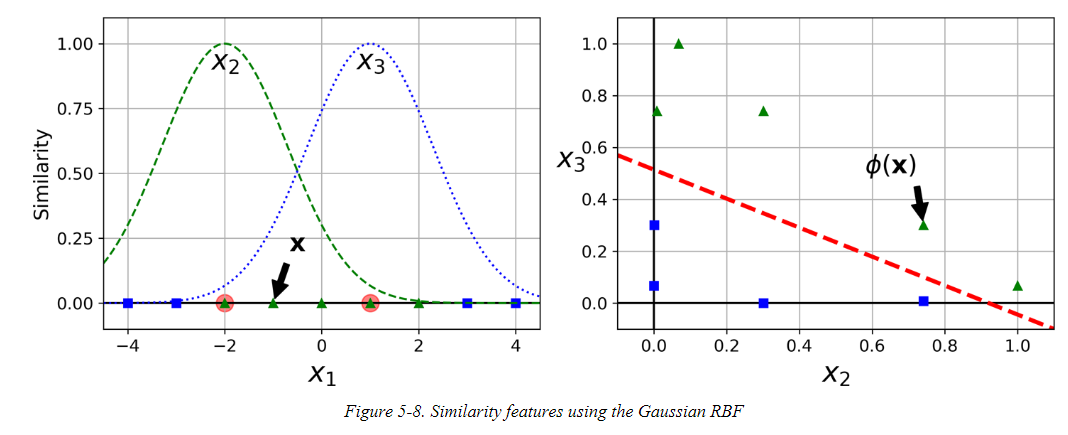 1.00
0.75
0.50
0.25
0.00
Similarity
x2
x3
x
−4
−2
0
2
4
x1
1.0
0.8
0.6
0.4
0.2
0.0
x3
ϕ(x)
0.0
0.2
0.4
0.6
0.8
1.0
x2
Figure 5-8. Similarity features using the Gaussian RBF